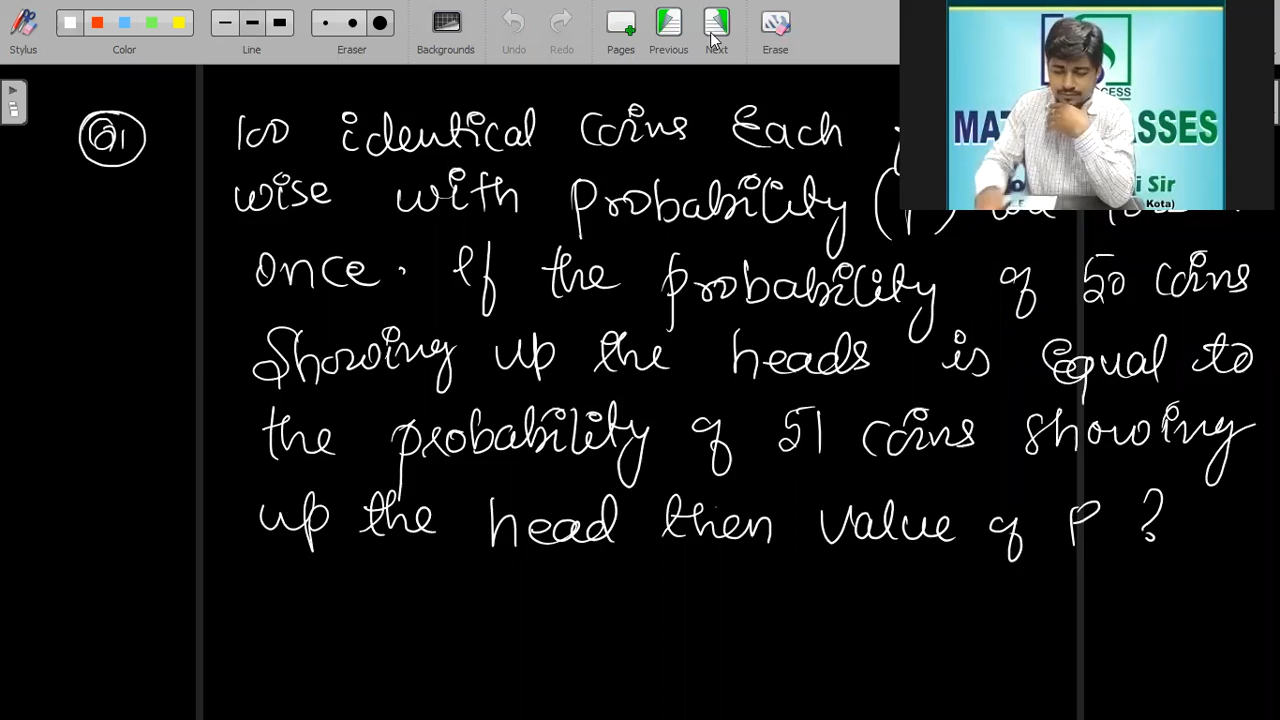 Stylus
Color
Line
Eraser
Backgrounds
Undo
Redo
Pages
Previous
Next
Erase
CESS
MAT ASSES
i Sir
Kota)
Q1 100 identical coins Each
wise with Probability (P)
once. If the probability of 50 coins
Showing up the heads is Equal to
the probability of 51 coins showing
up the head then value of P ?